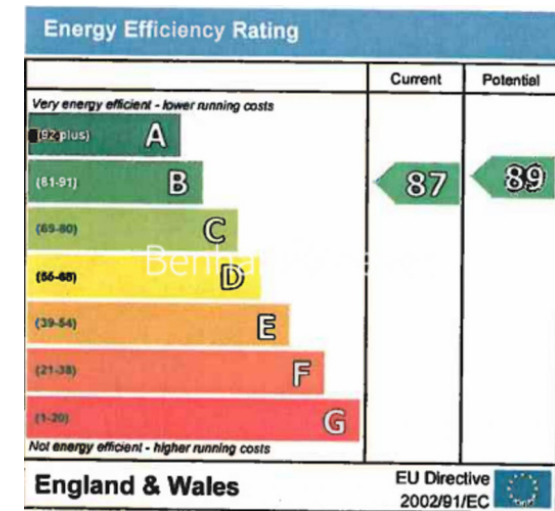 Energy Efficiency Rating
Current Potential
Very energy efficient - lower running costs
(92 plus) A
(81-91) B
87 89
(69-80) C
(55-68) D
(39-54) E
(21-38) F
(1-20) G
Not energy efficient - higher running costs
England & Wales
EU Directive
2002/91/EC